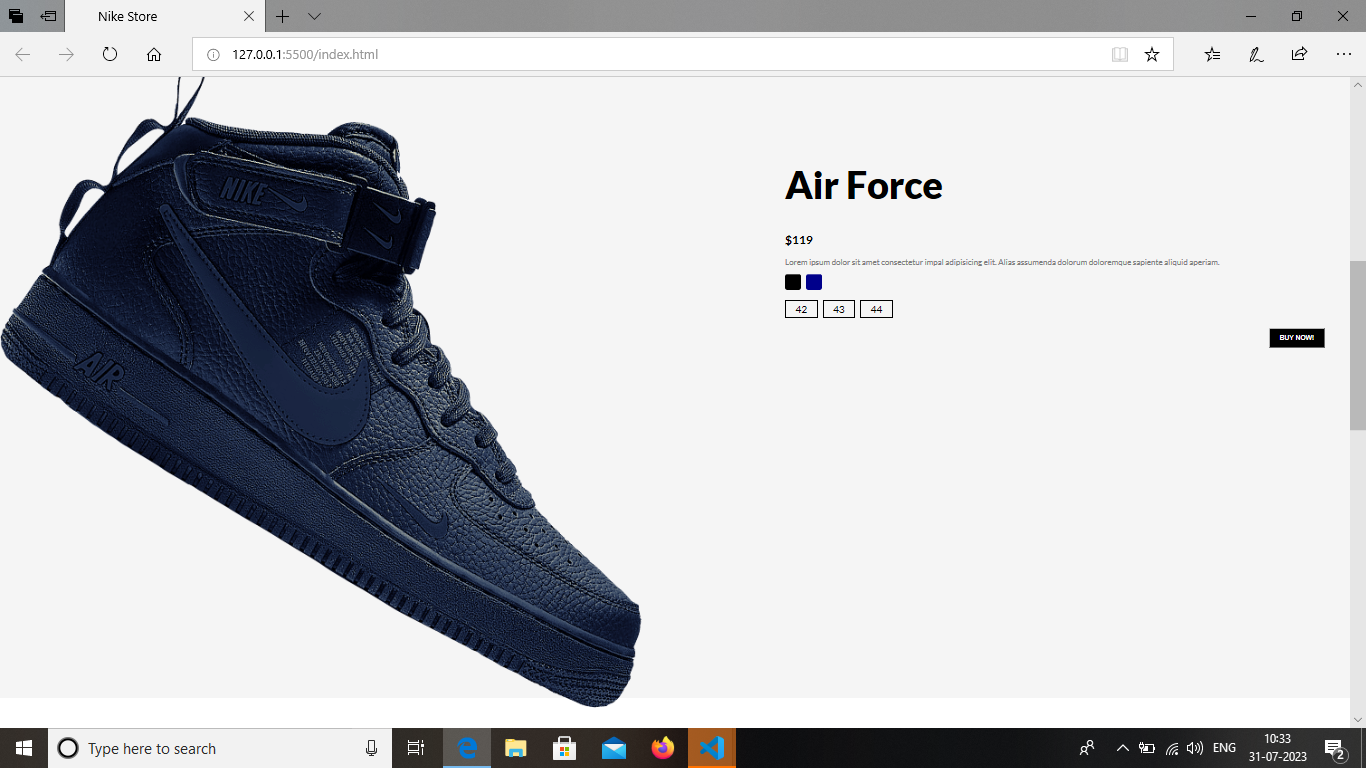 Nike Store
127.0.0.1:5500/index.html
NIKE
Air Force
$119
Lorem ipsum dolor sit amet consectetur impal adipisicing elit. Alias assumenda dolorum doloremque sapiente aliquid aperiam.
42 43 44
BUY NOW!
AIR
Type here to search
ENG
10:33
31-07-2023
2